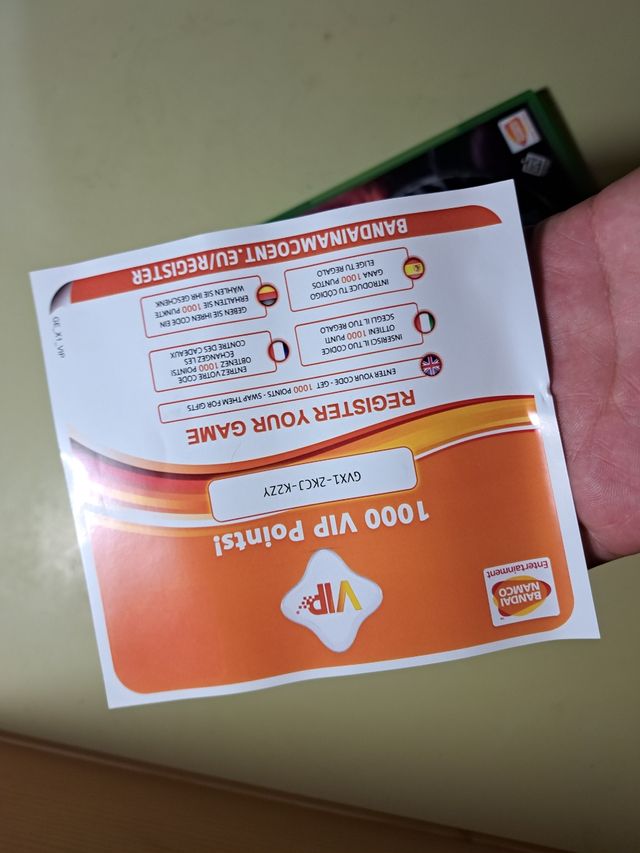 BANDAI
NAMCO
Entertainment
VIP
1000 VIP Points!
GVX1-2KCJ-KZZY
REGISTER YOUR GAME
ENTER YOUR CODE - GET 1000 POINTS - SWAP THEM FOR GIFTS
INSERISCI IL TUO CODICE
OTTIENI 1000 PUNTI
SCEGLI IL TUO REGALO
ENTREZ VOTRE CODE
OBTENEZ 1000 POINTS!
ÉCHANGEZ LES
CONTRE DES CADEAUX
INTRODUCE TU CÓDIGO
GANA 1000 PUNTOS
ELIGE TU REGALO
GEBEN SIE IHREN CODE EIN
ERHALTEN SIE 1000 PUNKTE
WÄHLEN SIE IHR GESCHENK
BANDAINAMCOENT.EU/REGISTER